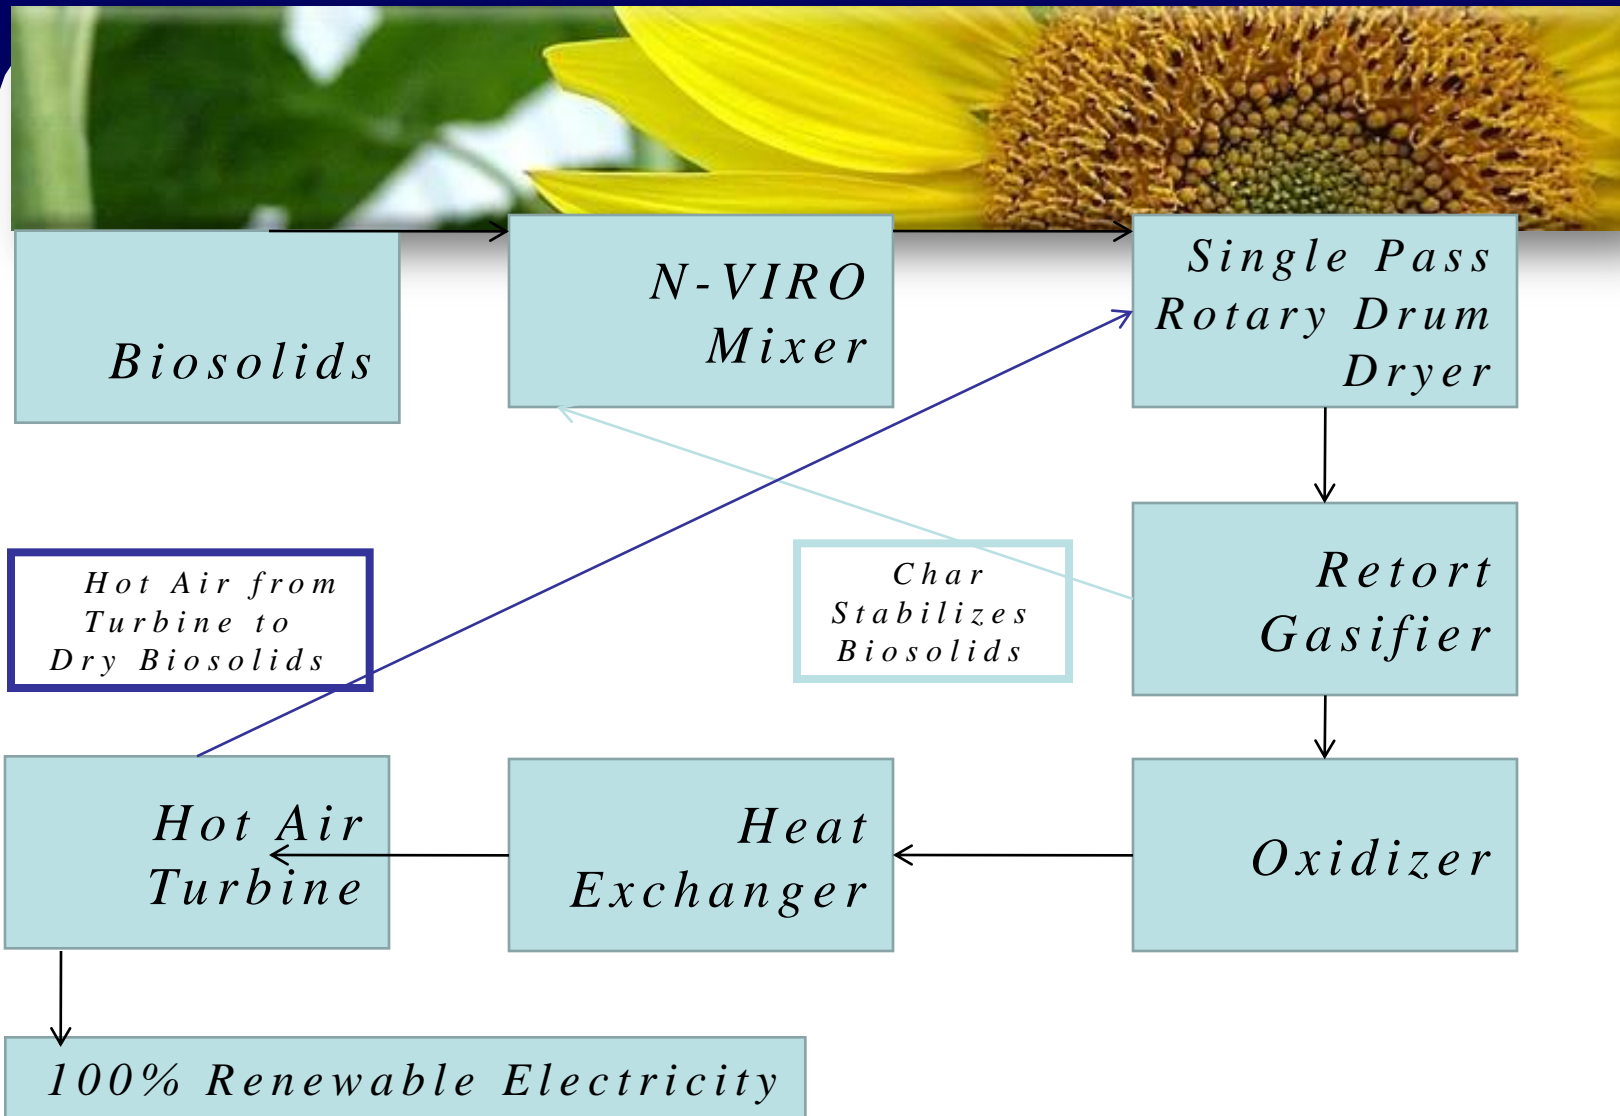 Biosolids
N-VIRO
Mixer
Single Pass
Rotary Drum
Dryer
Hot Air from
Turbine to
Dry Biosolids
Char
Stabilizes
Biosolids
Retort
Gasifier
Hot Air
Turbine
Heat
Exchanger
Oxidizer
100% Renewable Electricity